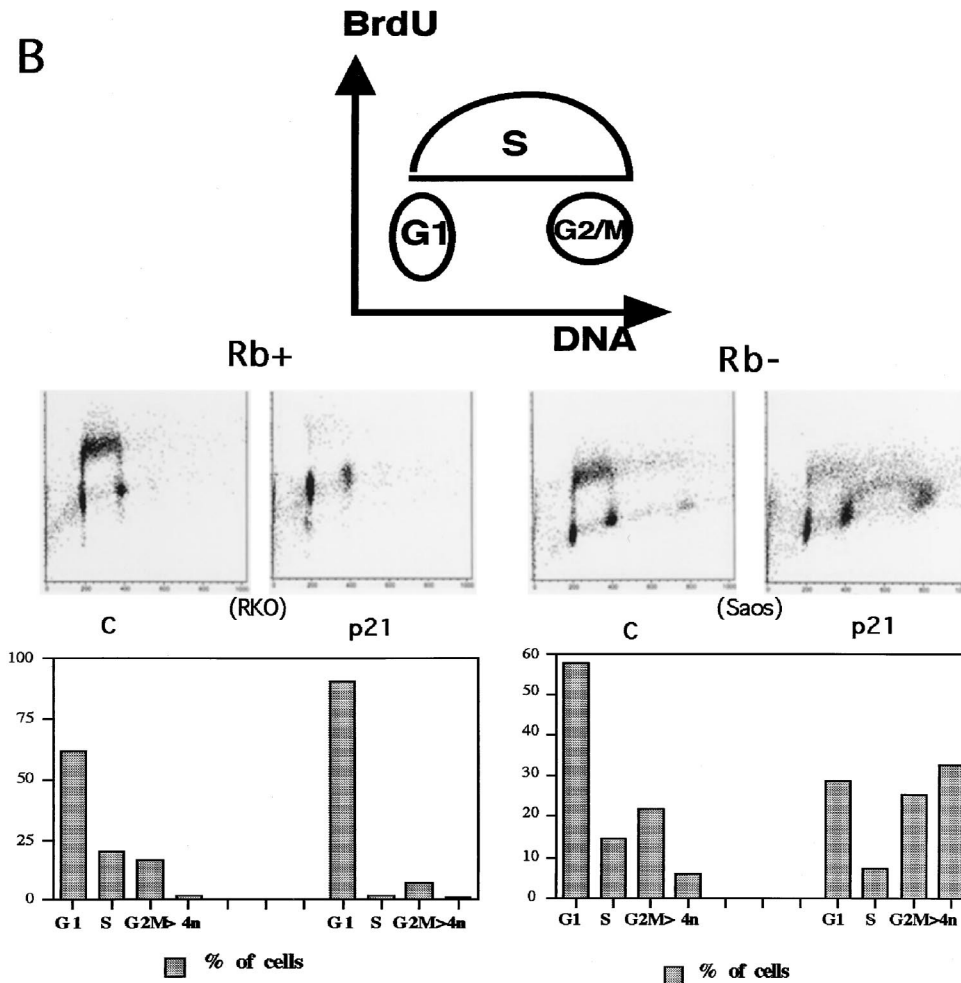 B
BrdU
S
G1
G2/M
DNA
Rb+
Rb-
(RKO)
(Saos)
C
p21
C
p21
100
75
50
25
0
G1 S G2M > 4n
G1 S G2M >4n
% of cells
60
50
40
30
20
10
0
G1 S G2M > 4n
G1 S G2M >4n
% of cells